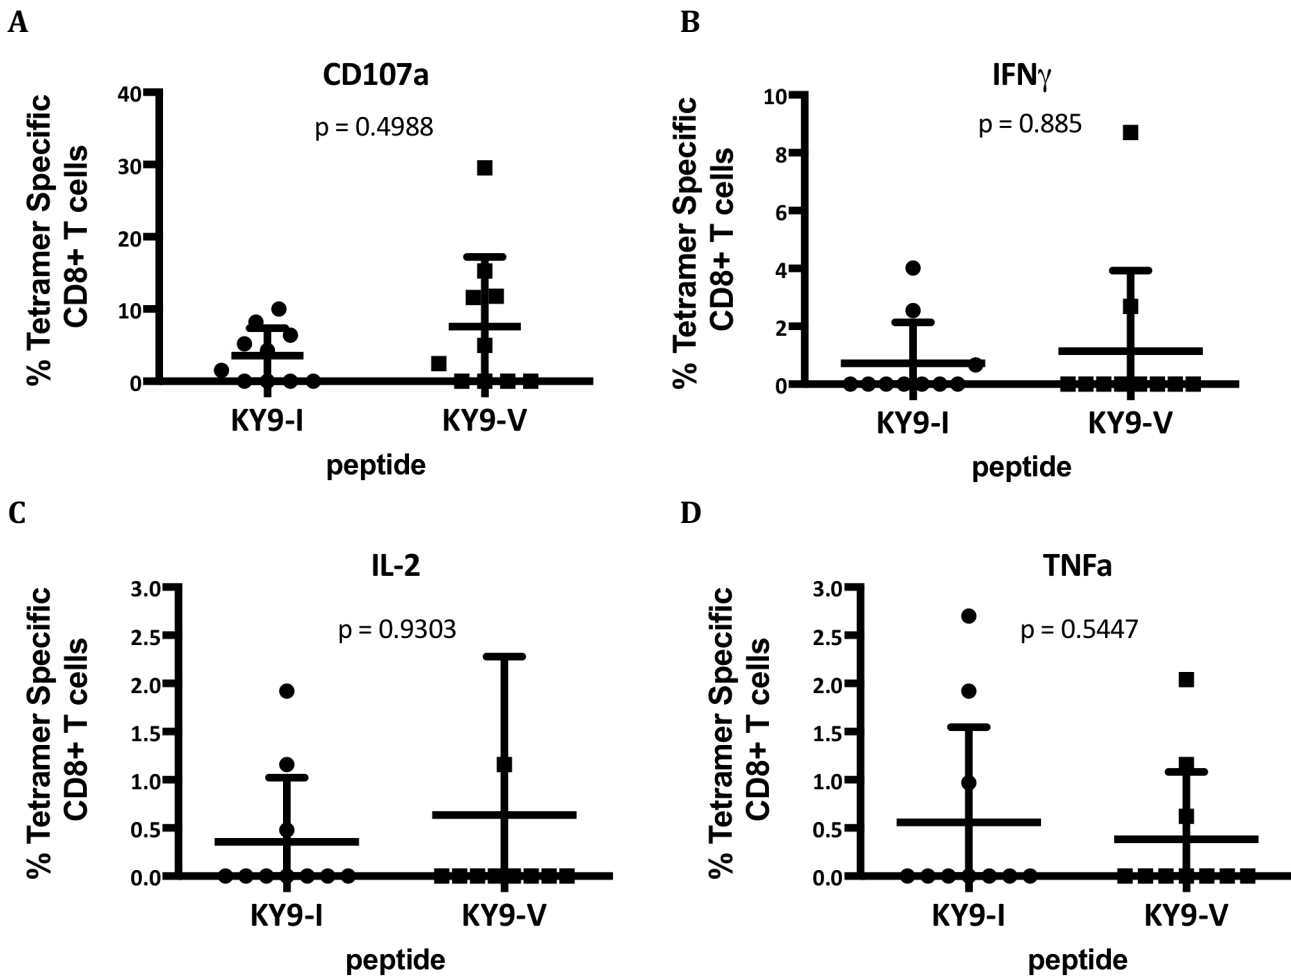 A
CD107a
p = 0.4988
% Tetramer Specific
CD8+ T cells
40
30
20
10
0
KY9-I
KY9-V
peptide
B
IFNγ
p = 0.885
% Tetramer Specific
CD8+ T cells
10
8
6
4
2
0
KY9-I
KY9-V
peptide
C
IL-2
p = 0.9303
% Tetramer Specific
CD8+ T cells
3.0
2.5
2.0
1.5
1.0
0.5
0.0
KY9-I
KY9-V
peptide
D
TNFa
p = 0.5447
% Tetramer Specific
CD8+ T cells
3.0
2.5
2.0
1.5
1.0
0.5
0.0
KY9-I
KY9-V
peptide